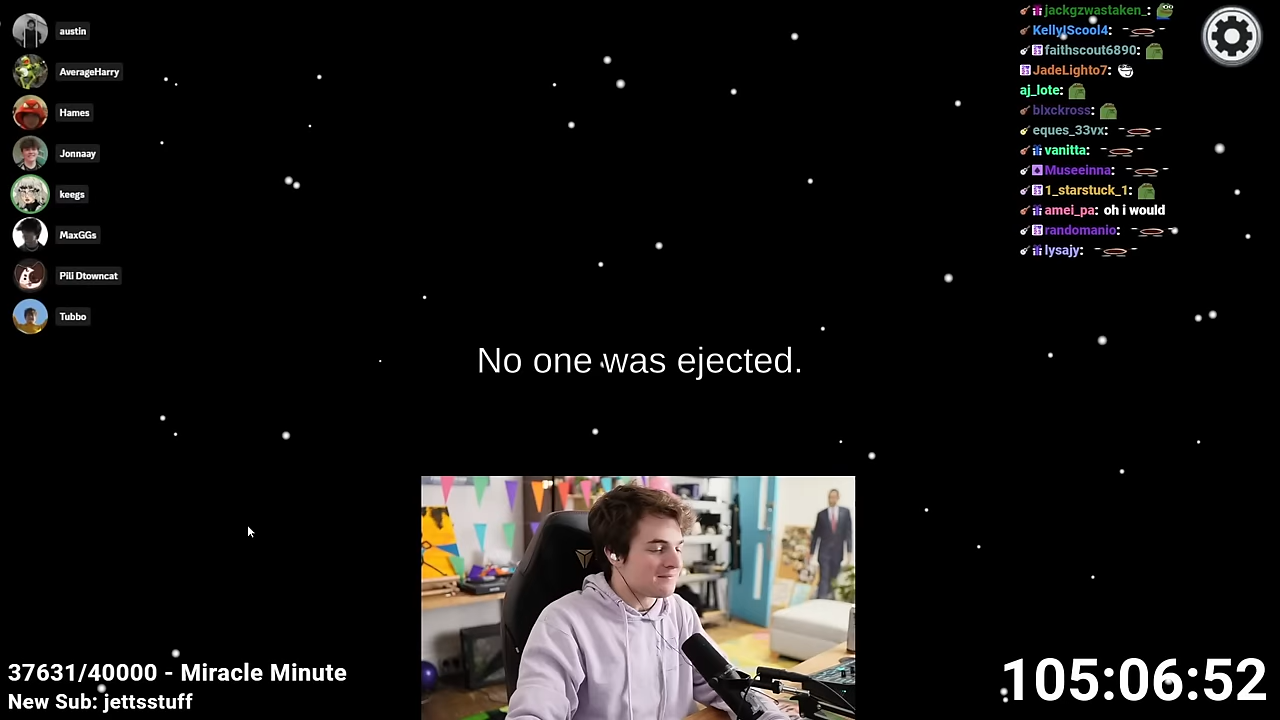 austin
AverageHarry
Hames
Jonnaay
keegs
MaxGGs
Pili Dtowncat
Tubbo
jackgzwastaken_:
KellyIScool4:
faithscout6890:
JadeLighto7:
aj_lote:
blxckross:
eques_33vx:
vanitta:
Museeinna:
1_starstuck_1:
amei_pa: oh i would
randomanio:
lysajy:
No one was ejected.
37631/40000 - Miracle Minute
New Sub: jettsstuff
105:06:52